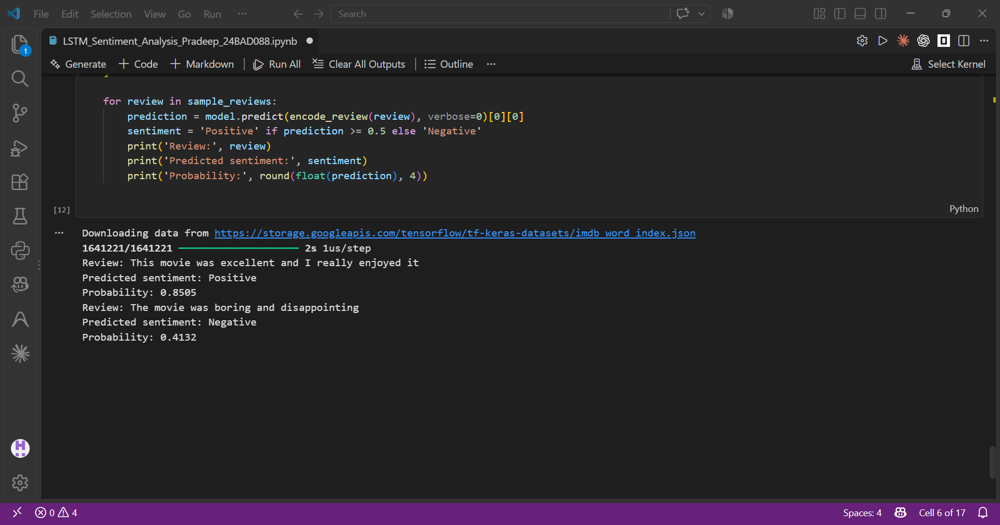 File Edit Selection View Go Run ··· Search
1
LSTM_Sentiment_Analysis_Pradeep_24BAD088.ipynb
Generate + Code + Markdown | Run All Clear All Outputs | Outline ··· Select Kernel
]
for review in sample_reviews:
    prediction = model.predict(encode_review(review), verbose=0)[0][0]
    sentiment = 'Positive' if prediction >= 0.5 else 'Negative'
    print('Review:', review)
    print('Predicted sentiment:', sentiment)
    print('Probability:', round(float(prediction), 4))
[12]
Python
Downloading data from https://storage.googleapis.com/tensorflow/tf-keras-datasets/imdb_word_index.json
1641221/1641221 ━━━━━━━━━━━━━━━━━━━━ 2s 1us/step
Review: This movie was excellent and I really enjoyed it
Predicted sentiment: Positive
Probability: 0.8505
Review: The movie was boring and disappointing
Predicted sentiment: Negative
Probability: 0.4132
0 4 Spaces: 4 Cell 6 of 17